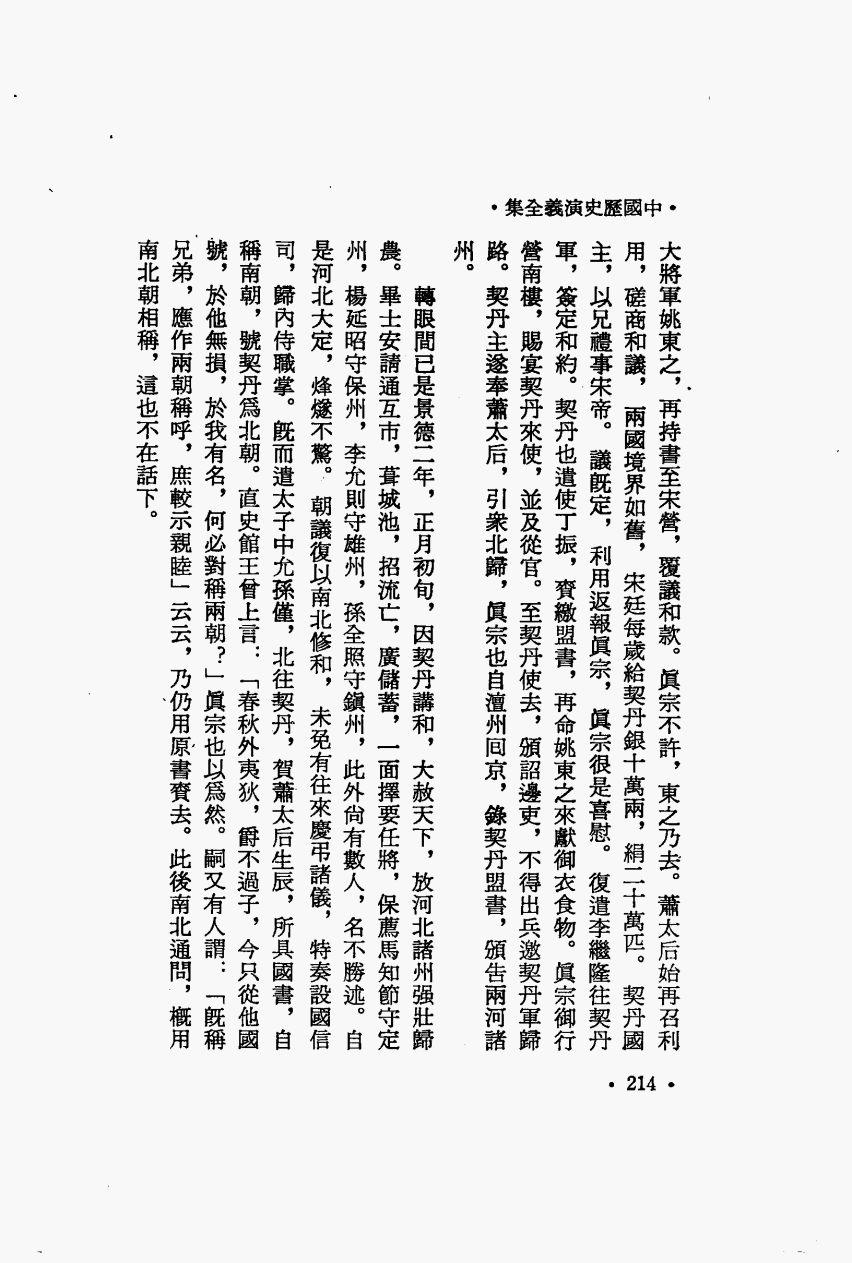 •中國歷史演義全集•
大將軍姚東之，再持書至宋營，覆議和款。眞宗不許，東之乃去。蕭太后始再召利
用，磋商和議，兩國境界如舊，宋廷每歲給契丹銀十萬兩，絹二十萬匹。契丹國
主，以兄禮事宋帝。議旣定，利用返報眞宗，眞宗很是喜慰。復遣李繼隆往契丹
軍，簽定和約。契丹也遣使丁振，賫繳盟書，再命姚東之來獻御衣食物。眞宗御行
營南樓，賜宴契丹來使，並及從官。至契丹使去，頒詔邊吏，不得出兵邀契丹軍歸
路。契丹主遂奉蕭太后，引衆北歸，眞宗也自澶州囘京，錄契丹盟書，頒告兩河諸
州。
轉眼間已是景德二年，正月初旬，因契丹講和，大赦天下，放河北諸州强壯歸
農。畢士安請通互市，葺城池，招流亡，廣儲蓄，一面擇要任將，保薦馬知節守定
州，楊延昭守保州，李允則守雄州，孫全照守鎭州，此外尙有數人，名不勝述。自
是河北大定，烽燧不驚。朝議復以南北修和，未免有往來慶弔諸儀，特奏設國信
司，歸內侍職掌。旣而遣太子中允孫僅，北往契丹，賀蕭太后生辰，所具國書，自
稱南朝，號契丹爲北朝。直史館王曾上言：「春秋外夷狄，爵不過子，今只從他國
號，於他無損，於我有名，何必對稱兩朝？」眞宗也以爲然。嗣又有人謂：「旣稱
兄弟，應作兩朝稱呼，庶較示親睦」云云，乃仍用原書賫去。此後南北通問，槪用
南北朝相稱，這也不在話下。
•214•